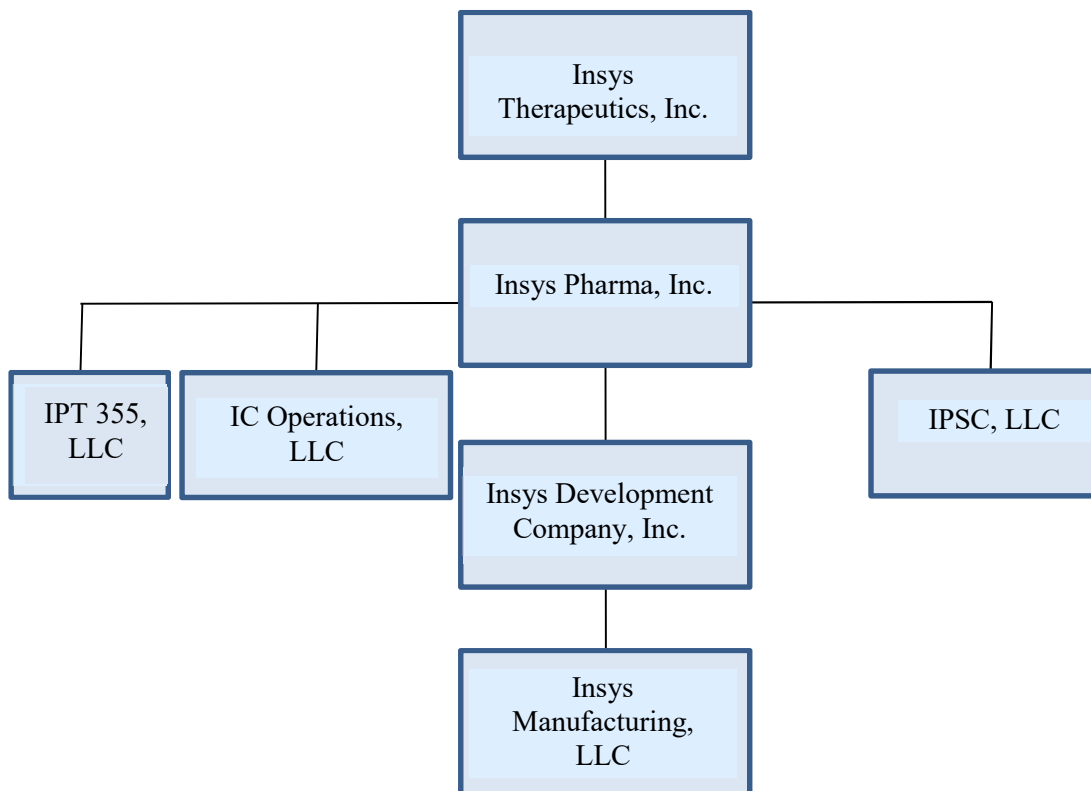 Insys
Therapeutics, Inc.
Insys Pharma, Inc.
IPT 355,
LLC
IC Operations,
LLC
IPSC, LLC
Insys Development
Company, Inc.
Insys
Manufacturing,
LLC